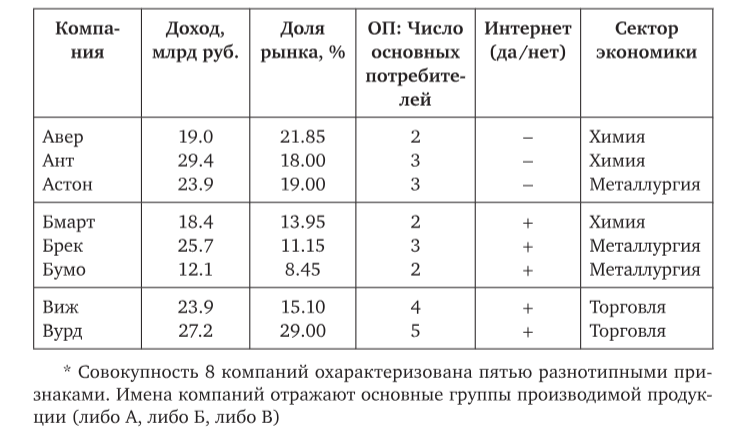 Компа- Доход, Доля ОП: Число Интернет Сектор
ния млрд руб. рынка, % основных (да/нет) экономики
потребите-
лей
Авер 19.0 21.85 2 – Химия
Ант 29.4 18.00 3 – Химия
Астон 23.9 19.00 3 – Металлургия
Бмарт 18.4 13.95 2 + Химия
Брек 25.7 11.15 3 + Металлургия
Бумо 12.1 8.45 2 + Металлургия
Виж 23.9 15.10 4 + Торговля
Вурд 27.2 29.00 5 + Торговля
* Совокупность 8 компаний охарактеризована пятью разнотипными при-
знаками. Имена компаний отражают основные группы производимой продук-
ции (либо А, либо Б, либо В)